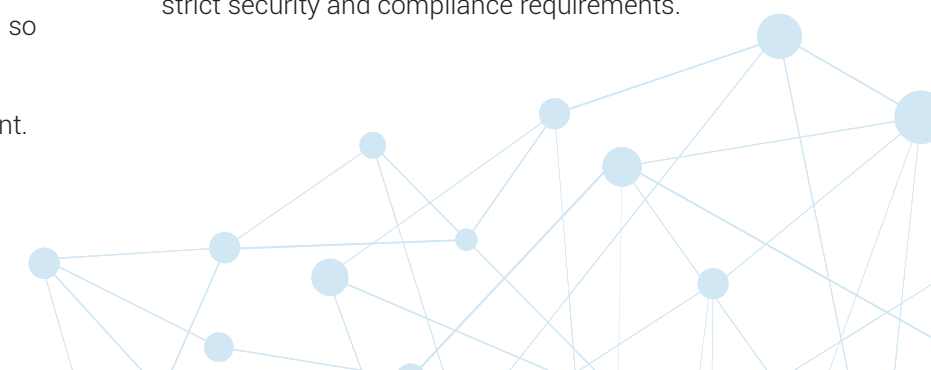 strict security and compliance requirements.
so
nt.